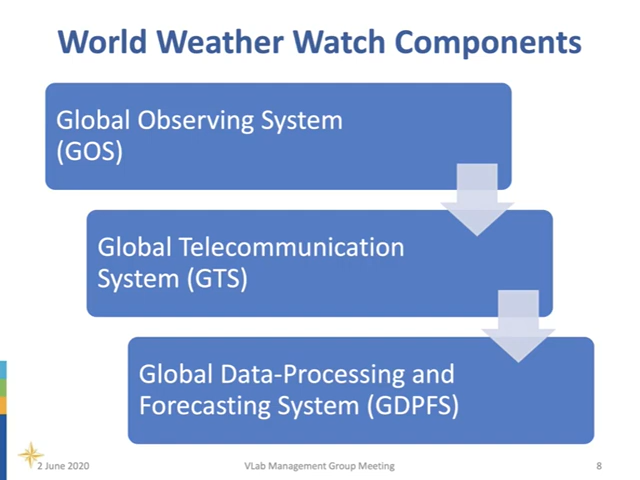 World Weather Watch Components
Global Observing System
(GOS)
Global Telecommunication
System (GTS)
Global Data-Processing and
Forecasting System (GDPFS)
2 June 2020
VLab Management Group Meeting
8